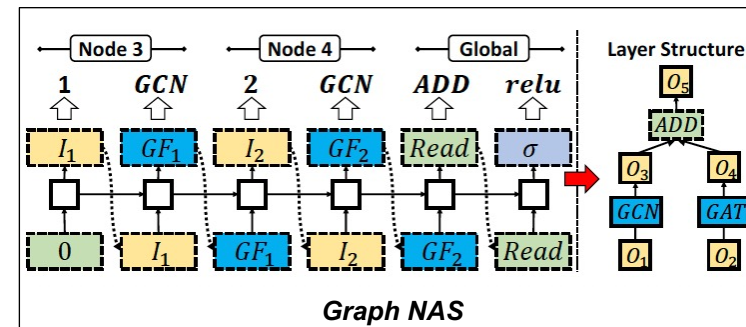 Node 3 Node 4 Global Layer Structure
1 GCN 2 GCN ADD relu
I₁ GF₁ I₂ GF₂ Read σ
0 I₁ GF₁ I₂ GF₂ Read
O₅
ADD
O₃ O₄
GCN GAT
O₁ O₂
Graph NAS